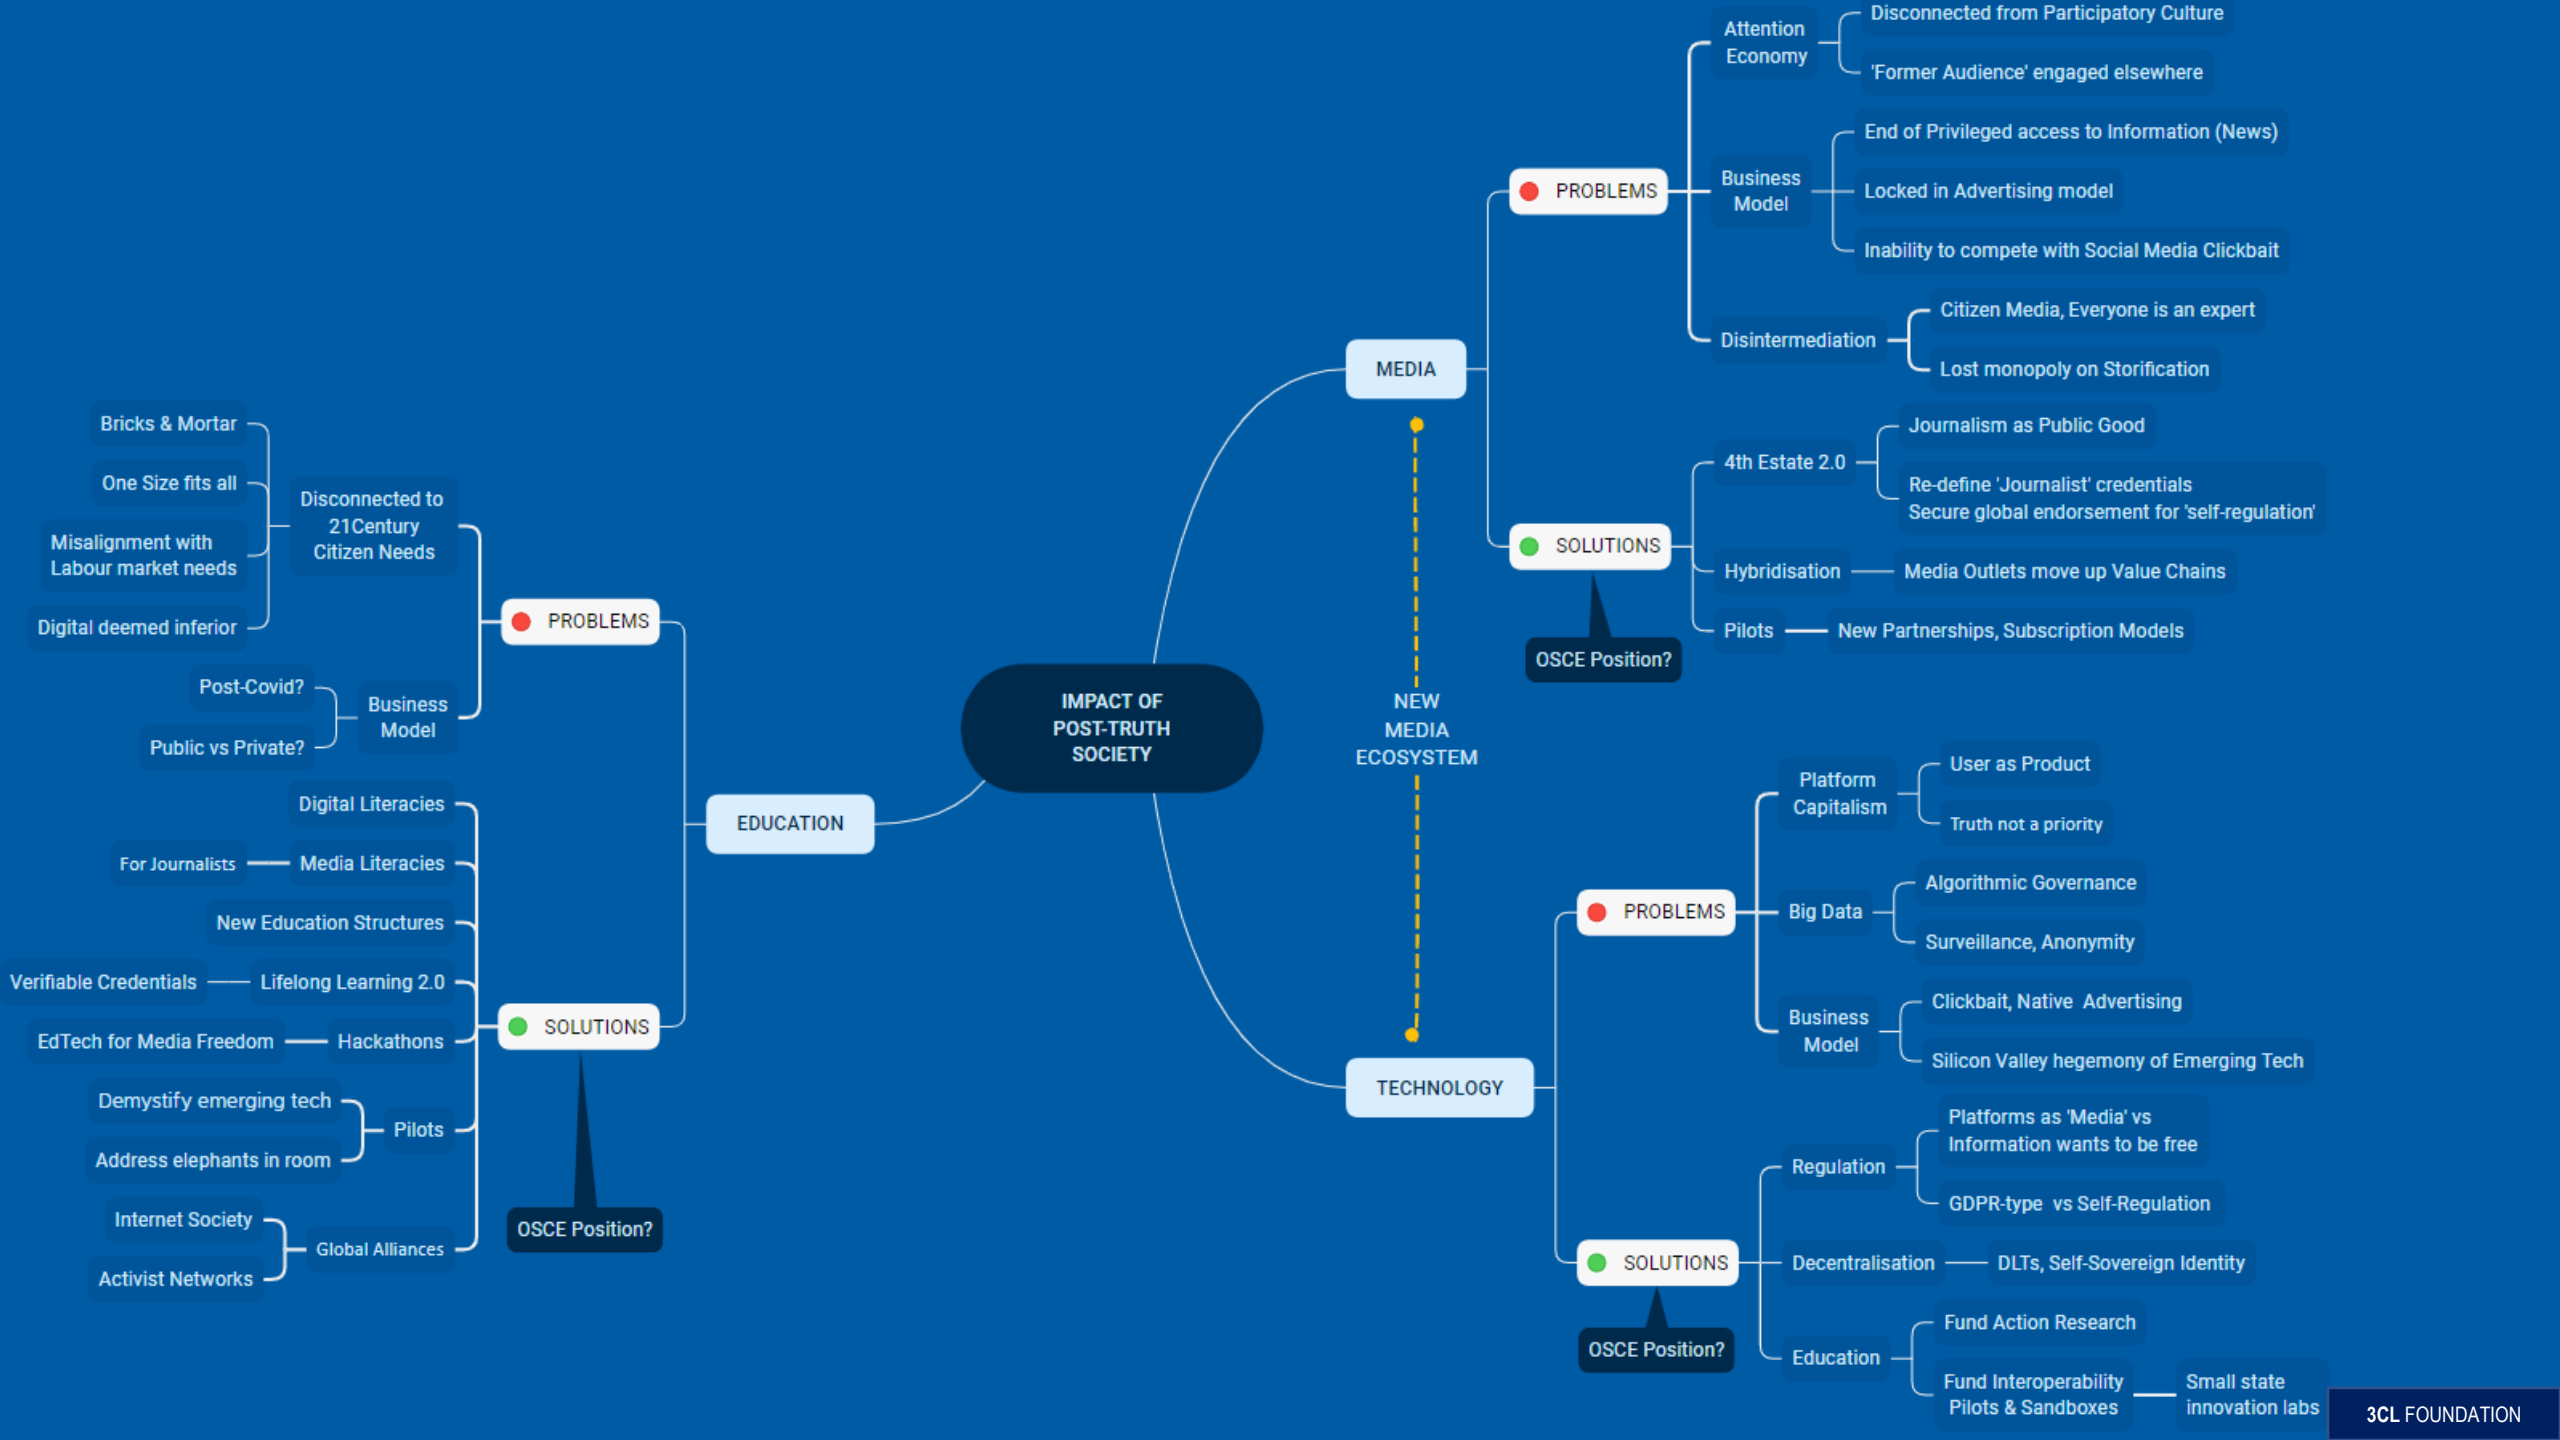 IMPACT OF
POST-TRUTH
SOCIETY
MEDIA
PROBLEMS
Attention
Economy
Disconnected from Participatory Culture
'Former Audience' engaged elsewhere
Business
Model
End of Privileged access to Information (News)
Locked in Advertising model
Inability to compete with Social Media Clickbait
Disintermediation
Citizen Media, Everyone is an expert
Lost monopoly on Storification
SOLUTIONS
OSCE Position?
4th Estate 2.0
Journalism as Public Good
Re-define 'Journalist' credentials
Secure global endorsement for 'self-regulation'
Hybridisation
Media Outlets move up Value Chains
Pilots
New Partnerships, Subscription Models
NEW
MEDIA
ECOSYSTEM
TECHNOLOGY
PROBLEMS
Platform
Capitalism
User as Product
Truth not a priority
Big Data
Algorithmic Governance
Surveillance, Anonymity
Business
Model
Clickbait, Native Advertising
Silicon Valley hegemony of Emerging Tech
SOLUTIONS
OSCE Position?
Regulation
Platforms as 'Media' vs
Information wants to be free
GDPR-type vs Self-Regulation
Decentralisation
DLTs, Self-Sovereign Identity
Education
Fund Action Research
Fund Interoperability
Pilots & Sandboxes
Small state
innovation labs
EDUCATION
PROBLEMS
Disconnected to
21Century
Citizen Needs
Bricks & Mortar
One Size fits all
Misalignment with
Labour market needs
Digital deemed inferior
Business
Model
Post-Covid?
Public vs Private?
SOLUTIONS
OSCE Position?
Digital Literacies
Media Literacies
For Journalists
New Education Structures
Lifelong Learning 2.0
Verifiable Credentials
Hackathons
EdTech for Media Freedom
Pilots
Demystify emerging tech
Address elephants in room
Global Alliances
Internet Society
Activist Networks
3CL FOUNDATION